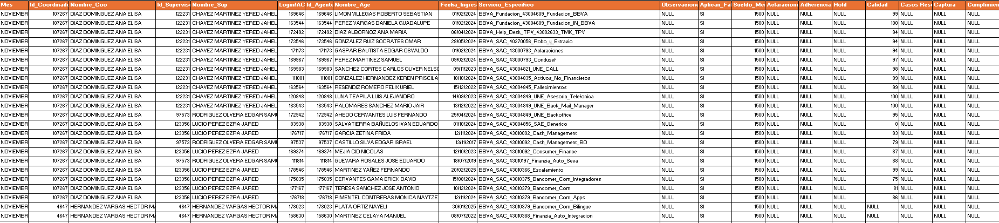 Mes Id_Coordinado Nombre_Coo Id_Superviso Nombre_Sup Login/AC Id_Agente Nombre_Age Fecha_Ingres Servicio_Especifico Observacione Aplican_Fa Sueldo_Me Aclaracione Adherencia Hold Calidad Casos Resu Captura Cumplimien
NOVIEMBR 107267 DIAZ DOMINGUEZ ANA ELISA 122231 CHAVEZ MARTINEZ YERED JAHEL 169646 169646 LIMON VILLEGAS ROBERTO SEBASTIAN 01/02/2024 BBVA_Fundacion_43004609_Fundacion_BBVA NULL SI 1500 NULL NULL NULL 99 NULL NULL NULL
NOVIEMBR 107267 DIAZ DOMINGUEZ ANA ELISA 122231 CHAVEZ MARTINEZ YERED JAHEL 163544 163544 PEREZ VARGAS DANIELA GUADALUPE 01/02/2024 BBVA_Fundacion_43004609_Fundacion_IN_BBVA NULL SI 1500 NULL NULL NULL 100 NULL NULL NULL
NOVIEMBR 107267 DIAZ DOMINGUEZ ANA ELISA 122231 CHAVEZ MARTINEZ YERED JAHEL 172492 172492 DIAZ ALBORNOZ ANA MARIA 06/04/2024 BBVA_Help_Desk_TPV_43002633_TMK_TPV NULL SI 1500 NULL NULL NULL 94 NULL NULL NULL
NOVIEMBR 107267 DIAZ DOMINGUEZ ANA ELISA 122231 CHAVEZ MARTINEZ YERED JAHEL 173546 173546 GONZALEZ RUIZ SOCRATES OMAR 28/05/2024 BBVA_SAC_40270056_Robo_y_Extravio NULL SI 1500 NULL NULL NULL 94 NULL NULL NULL
NOVIEMBR 107267 DIAZ DOMINGUEZ ANA ELISA 122231 CHAVEZ MARTINEZ YERED JAHEL 171173 171173 GASPAR BAUTISTA EDGAR OSVALDO 01/02/2024 BBVA_SAC_43000793_Aclaraciones NULL SI 1500 NULL NULL NULL 94 NULL NULL NULL
NOVIEMBR 107267 DIAZ DOMINGUEZ ANA ELISA 122231 CHAVEZ MARTINEZ YERED JAHEL 169967 169967 PEREZ MARTINEZ SAMUEL 09/02/2024 BBVA_SAC_43000793_Condusef NULL SI 1500 NULL NULL NULL 97 NULL NULL NULL
NOVIEMBR 107267 DIAZ DOMINGUEZ ANA ELISA 122231 CHAVEZ MARTINEZ YERED JAHEL 169983 169983 SANCHEZ CORTES CARLOS OLIVER NELSO 09/11/2023 BBVA_SAC_43004821_UNE_CALL NULL SI 1500 NULL NULL NULL 98 NULL NULL NULL
NOVIEMBR 107267 DIAZ DOMINGUEZ ANA ELISA 122231 CHAVEZ MARTINEZ YERED JAHEL 111001 111001 GONZALEZ HERNANDEZ KEREN PRISCILA 10/10/2024 BBVA_SAC_43004835_Activos_No_Financieros NULL SI 1500 NULL NULL NULL 99 NULL NULL NULL
NOVIEMBR 107267 DIAZ DOMINGUEZ ANA ELISA 122231 CHAVEZ MARTINEZ YERED JAHEL 163564 163564 RESENDIZ ROMERO FELIX URIEL 15/12/2022 BBVA_SAC_43004845_Fallecimientos NULL SI 1500 NULL NULL NULL 99 NULL NULL NULL
NOVIEMBR 107267 DIAZ DOMINGUEZ ANA ELISA 122231 CHAVEZ MARTINEZ YERED JAHEL 120848 120848 LUNA TEAPILA LUIS ALEJANDRO 14/09/2023 BBVA_SAC_43004849_UNE_Asesoria_Telefonica NULL SI 1500 NULL NULL NULL 100 NULL NULL NULL
NOVIEMBR 107267 DIAZ DOMINGUEZ ANA ELISA 122231 CHAVEZ MARTINEZ YERED JAHEL 163543 163543 PALOMARES SANCHEZ MARIO JAIR 13/12/2022 BBVA_SAC_43004849_UNE_Back_Mail_Manager NULL SI 1500 NULL NULL NULL 100 NULL NULL NULL
NOVIEMBR 107267 DIAZ DOMINGUEZ ANA ELISA 97573 RODRIGUEZ OLVERA EDGAR SAMU 172942 172942 AHEDO CERVANTES LUIS FERNANDO 25/04/2024 BBVA_SAC_43004849_UNE_Backoffice NULL SI 1500 NULL NULL NULL 95 NULL NULL NULL
NOVIEMBR 107267 DIAZ DOMINGUEZ ANA ELISA 123356 LUCIO PEREZ EZRA JARED 83938 83938 SALVATIERRA BAÑUELOS IVAN EDUARDO 01/10/2024 BBVA_SAC_43004856_SAE_Generico NULL SI 1500 NULL NULL NULL 0 NULL NULL NULL
NOVIEMBR 107267 DIAZ DOMINGUEZ ANA ELISA 123356 LUCIO PEREZ EZRA JARED 176717 176717 GARCIA ZETINA FRIDA 12/11/2024 BBVA_SAC_43010092_Cash_Management NULL SI 1500 NULL NULL NULL 93 NULL NULL NULL
NOVIEMBR 107267 DIAZ DOMINGUEZ ANA ELISA 97573 RODRIGUEZ OLVERA EDGAR SAMU 97537 97537 CASTILLO SILVA EDGAR ISRAEL 13/11/2017 BBVA_SAC_43010092_Cash_Management_BO NULL SI 1500 NULL NULL NULL 79 NULL NULL NULL
NOVIEMBR 107267 DIAZ DOMINGUEZ ANA ELISA 123356 LUCIO PEREZ EZRA JARED 169374 169374 MEJIA CID NICOLAS 12/10/2023 BBVA_SAC_43010092_Consumer_Finance NULL SI 1500 NULL NULL NULL 87 NULL NULL NULL
NOVIEMBR 107267 DIAZ DOMINGUEZ ANA ELISA 97573 RODRIGUEZ OLVERA EDGAR SAMU 111814 111814 GUEVARA ROSALES JOSE EDUARDO 18/07/2019 BBVA_SAC_43010197_Finanzia_Auto_Seva NULL SI 1500 NULL NULL NULL 88 NULL NULL NULL
NOVIEMBR 107267 DIAZ DOMINGUEZ ANA ELISA 123356 LUCIO PEREZ EZRA JARED 178546 178546 MARTINEZ YAÑEZ FERNANDO 20/02/2025 BBVA_SAC_43010366_Escalamiento NULL SI 1500 NULL NULL NULL 99 NULL NULL NULL
NOVIEMBR 107267 DIAZ DOMINGUEZ ANA ELISA 123356 LUCIO PEREZ EZRA JARED 175035 175035 CERVANTES GAMA ERICK DAVID 15/08/2024 BBVA_SAC_43010375_Bancomer_Com_Integradores NULL SI 1500 NULL NULL NULL 75 NULL NULL NULL
NOVIEMBR 107267 DIAZ DOMINGUEZ ANA ELISA 123356 LUCIO PEREZ EZRA JARED 177167 177167 TERESA SANCHEZ JOSE ANTONIO 10/12/2024 BBVA_SAC_43010379_Bancomer_Com NULL SI 1500 NULL NULL NULL 81 NULL NULL NULL
NOVIEMBR 107267 DIAZ DOMINGUEZ ANA ELISA 123356 LUCIO PEREZ EZRA JARED 176718 176718 PIMENTEL CONTRERAS MONICA NAYTZE 12/11/2024 BBVA_SAC_43010379_Bancomer_Com_Apps NULL SI 1500 NULL NULL NULL 86 NULL NULL NULL
NOVIEMBR 4647 HERNANDEZ VARGAS HECTOR MA 4647 HERNANDEZ VARGAS HECTOR MA 178023 178023 PLATA ORTIZ NAYELI 30/01/2025 BBVA_SAC_43010379_Bancomer_Com_Bilingue NULL SI 1500 NULL NULL NULL NULL NULL NULL NULL
NOVIEMBR 4647 HERNANDEZ VARGAS HECTOR MA 4647 HERNANDEZ VARGAS HECTOR MA 158630 158630 MARTINEZ CELAYA MANUEL 08/07/2022 BBVA_SAC_43010388_Finanzia_Auto_Integracion NULL SI 1500 NULL NULL NULL NULL NULL NULL NULL